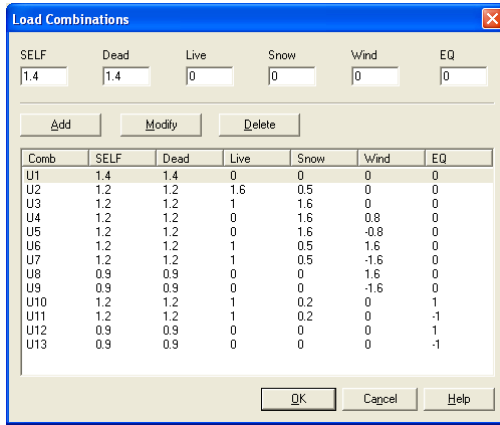 Load Combinations
SELF Dead Live Snow Wind EQ
1.4 1.4 0 0 0 0
Add Modify Delete
Comb SELF Dead Live Snow Wind EQ
U1 1.4 1.4 0 0 0 0
U2 1.2 1.2 1.6 0.5 0 0
U3 1.2 1.2 1 1.6 0 0
U4 1.2 1.2 0 1.6 0.8 0
U5 1.2 1.2 0 1.6 -0.8 0
U6 1.2 1.2 1 0.5 1.6 0
U7 1.2 1.2 1 0.5 -1.6 0
U8 0.9 0.9 0 0 1.6 0
U9 0.9 0.9 0 0 -1.6 0
U10 1.2 1.2 1 0.2 0 1
U11 1.2 1.2 1 0.2 0 -1
U12 0.9 0.9 0 0 0 1
U13 0.9 0.9 0 0 0 -1
OK Cancel Help